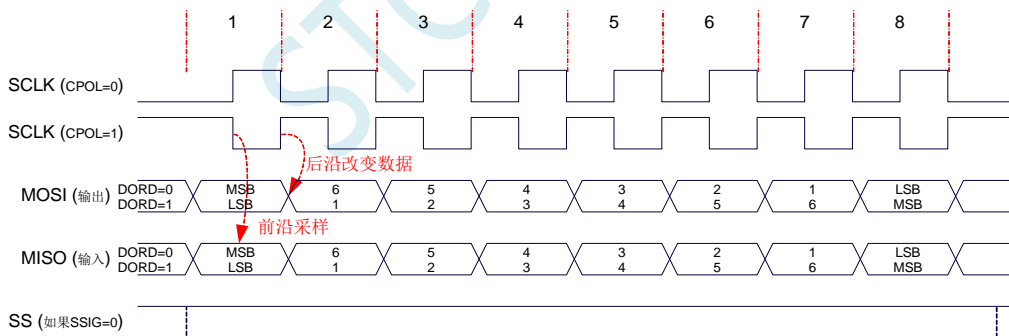 STC
1 2 3 4 5 6 7 8
SCLK (CPOL=0)
SCLK (CPOL=1)
后沿改变数据
MOSI (输出) DORD=0 MSB 6 5 4 3 2 1 LSB
DORD=1 LSB 1 2 3 4 5 6 MSB
前沿采样
MISO (输入) DORD=0 MSB 6 5 4 3 2 1 LSB
DORD=1 LSB 1 2 3 4 5 6 MSB
SS (如果SSIG=0)